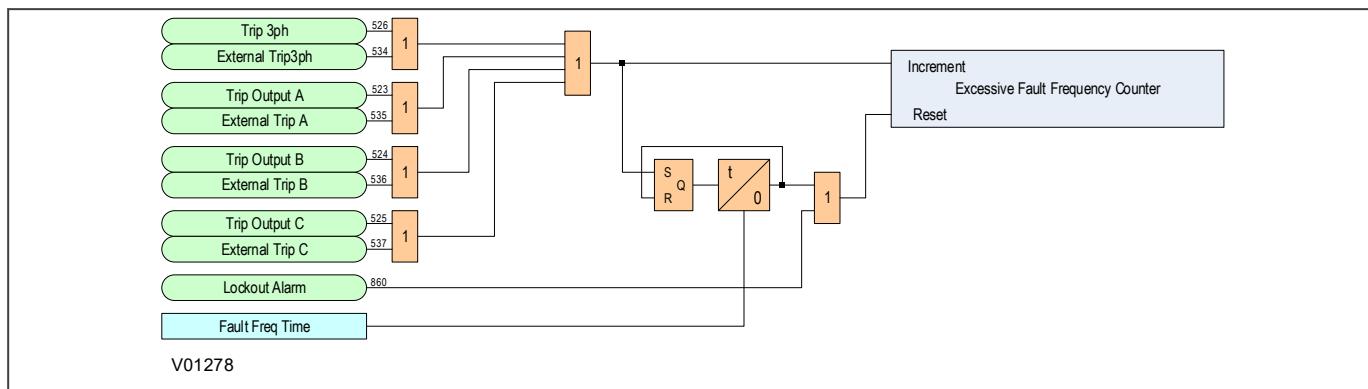 Trip 3ph
526
External Trip3ph
534
1
Trip Output A
523
External Trip A
535
1
Trip Output B
524
External Trip B
536
1
Trip Output C
525
External Trip C
537
1
Lockout Alarm
860
Fault Freq Time
1
S
R
Q
t
0
1
Increment
Excessive Fault Frequency Counter
Reset
V01278